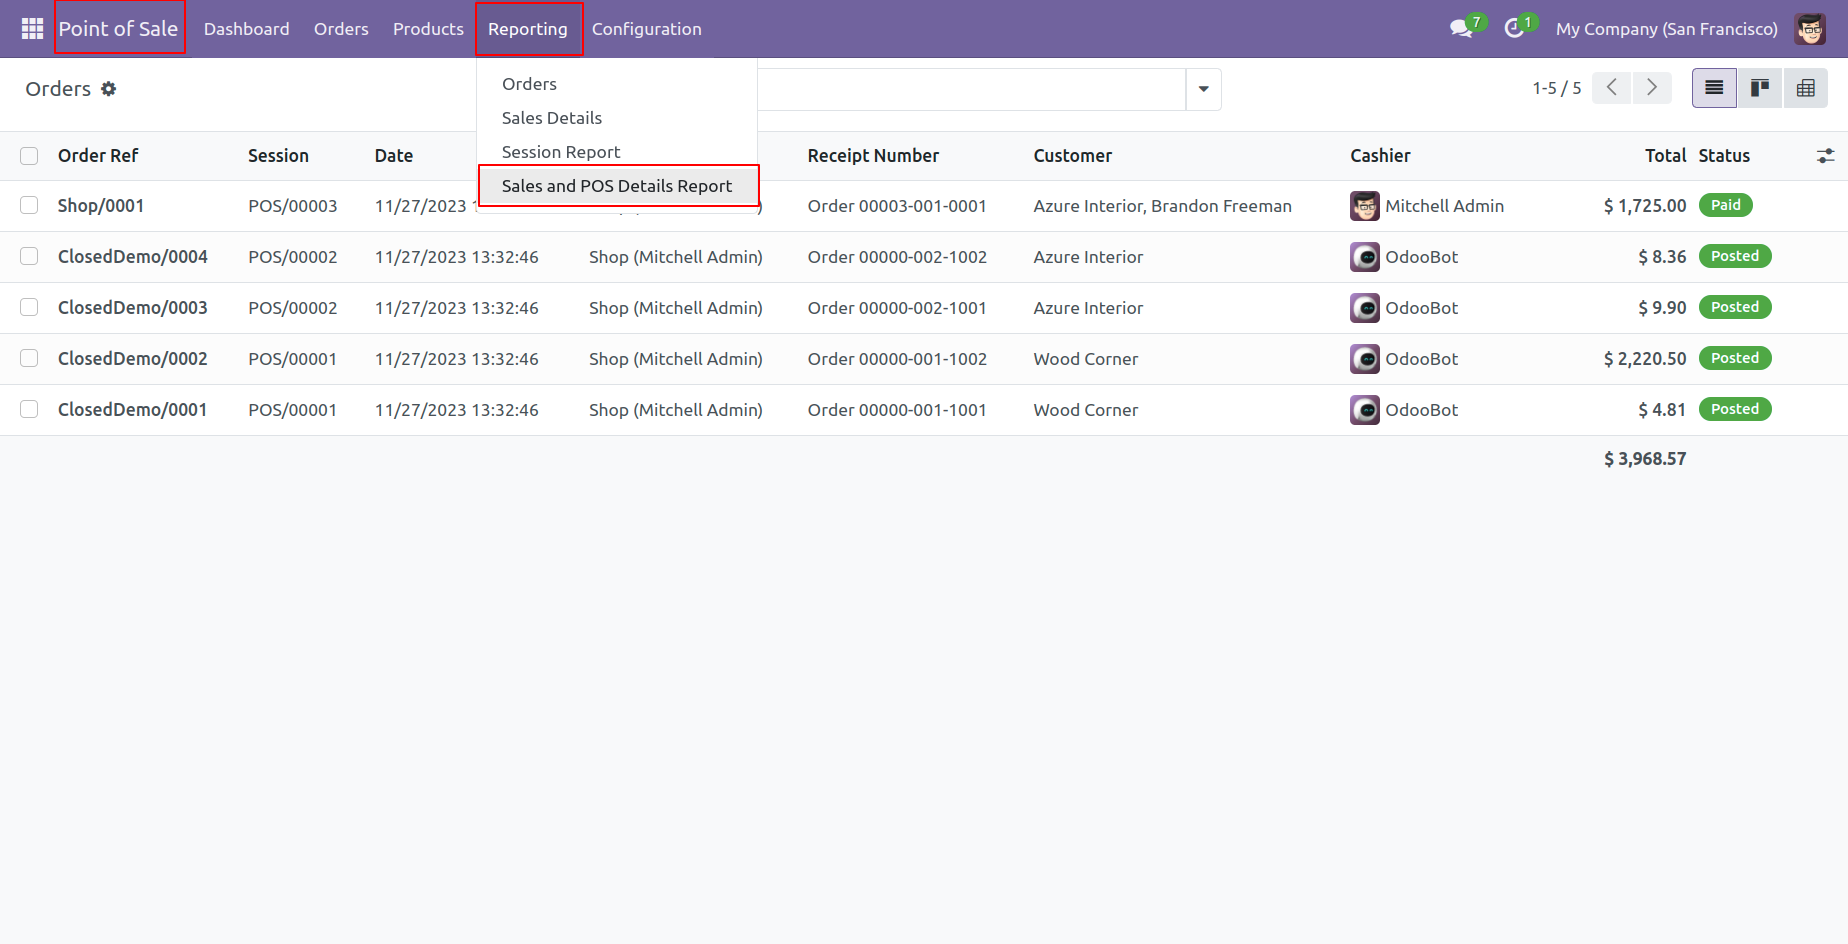 Point of Sale Dashboard Orders Products Reporting Configuration 7 1 My Company (San Francisco)
Orders 1-5 / 5
Orders
Sales Details
Session Report
Sales and POS Details Report
Order Ref Session Date Receipt Number Customer Cashier Total Status
Shop/0001 POS/00003 11/27/2023 Order 00003-001-0001 Azure Interior, Brandon Freeman Mitchell Admin $ 1,725.00 Paid
ClosedDemo/0004 POS/00002 11/27/2023 13:32:46 Shop (Mitchell Admin) Order 00000-002-1002 Azure Interior OdooBot $ 8.36 Posted
ClosedDemo/0003 POS/00002 11/27/2023 13:32:46 Shop (Mitchell Admin) Order 00000-002-1001 Azure Interior OdooBot $ 9.90 Posted
ClosedDemo/0002 POS/00001 11/27/2023 13:32:46 Shop (Mitchell Admin) Order 00000-001-1002 Wood Corner OdooBot $ 2,220.50 Posted
ClosedDemo/0001 POS/00001 11/27/2023 13:32:46 Shop (Mitchell Admin) Order 00000-001-1001 Wood Corner OdooBot $ 4.81 Posted
$ 3,968.57